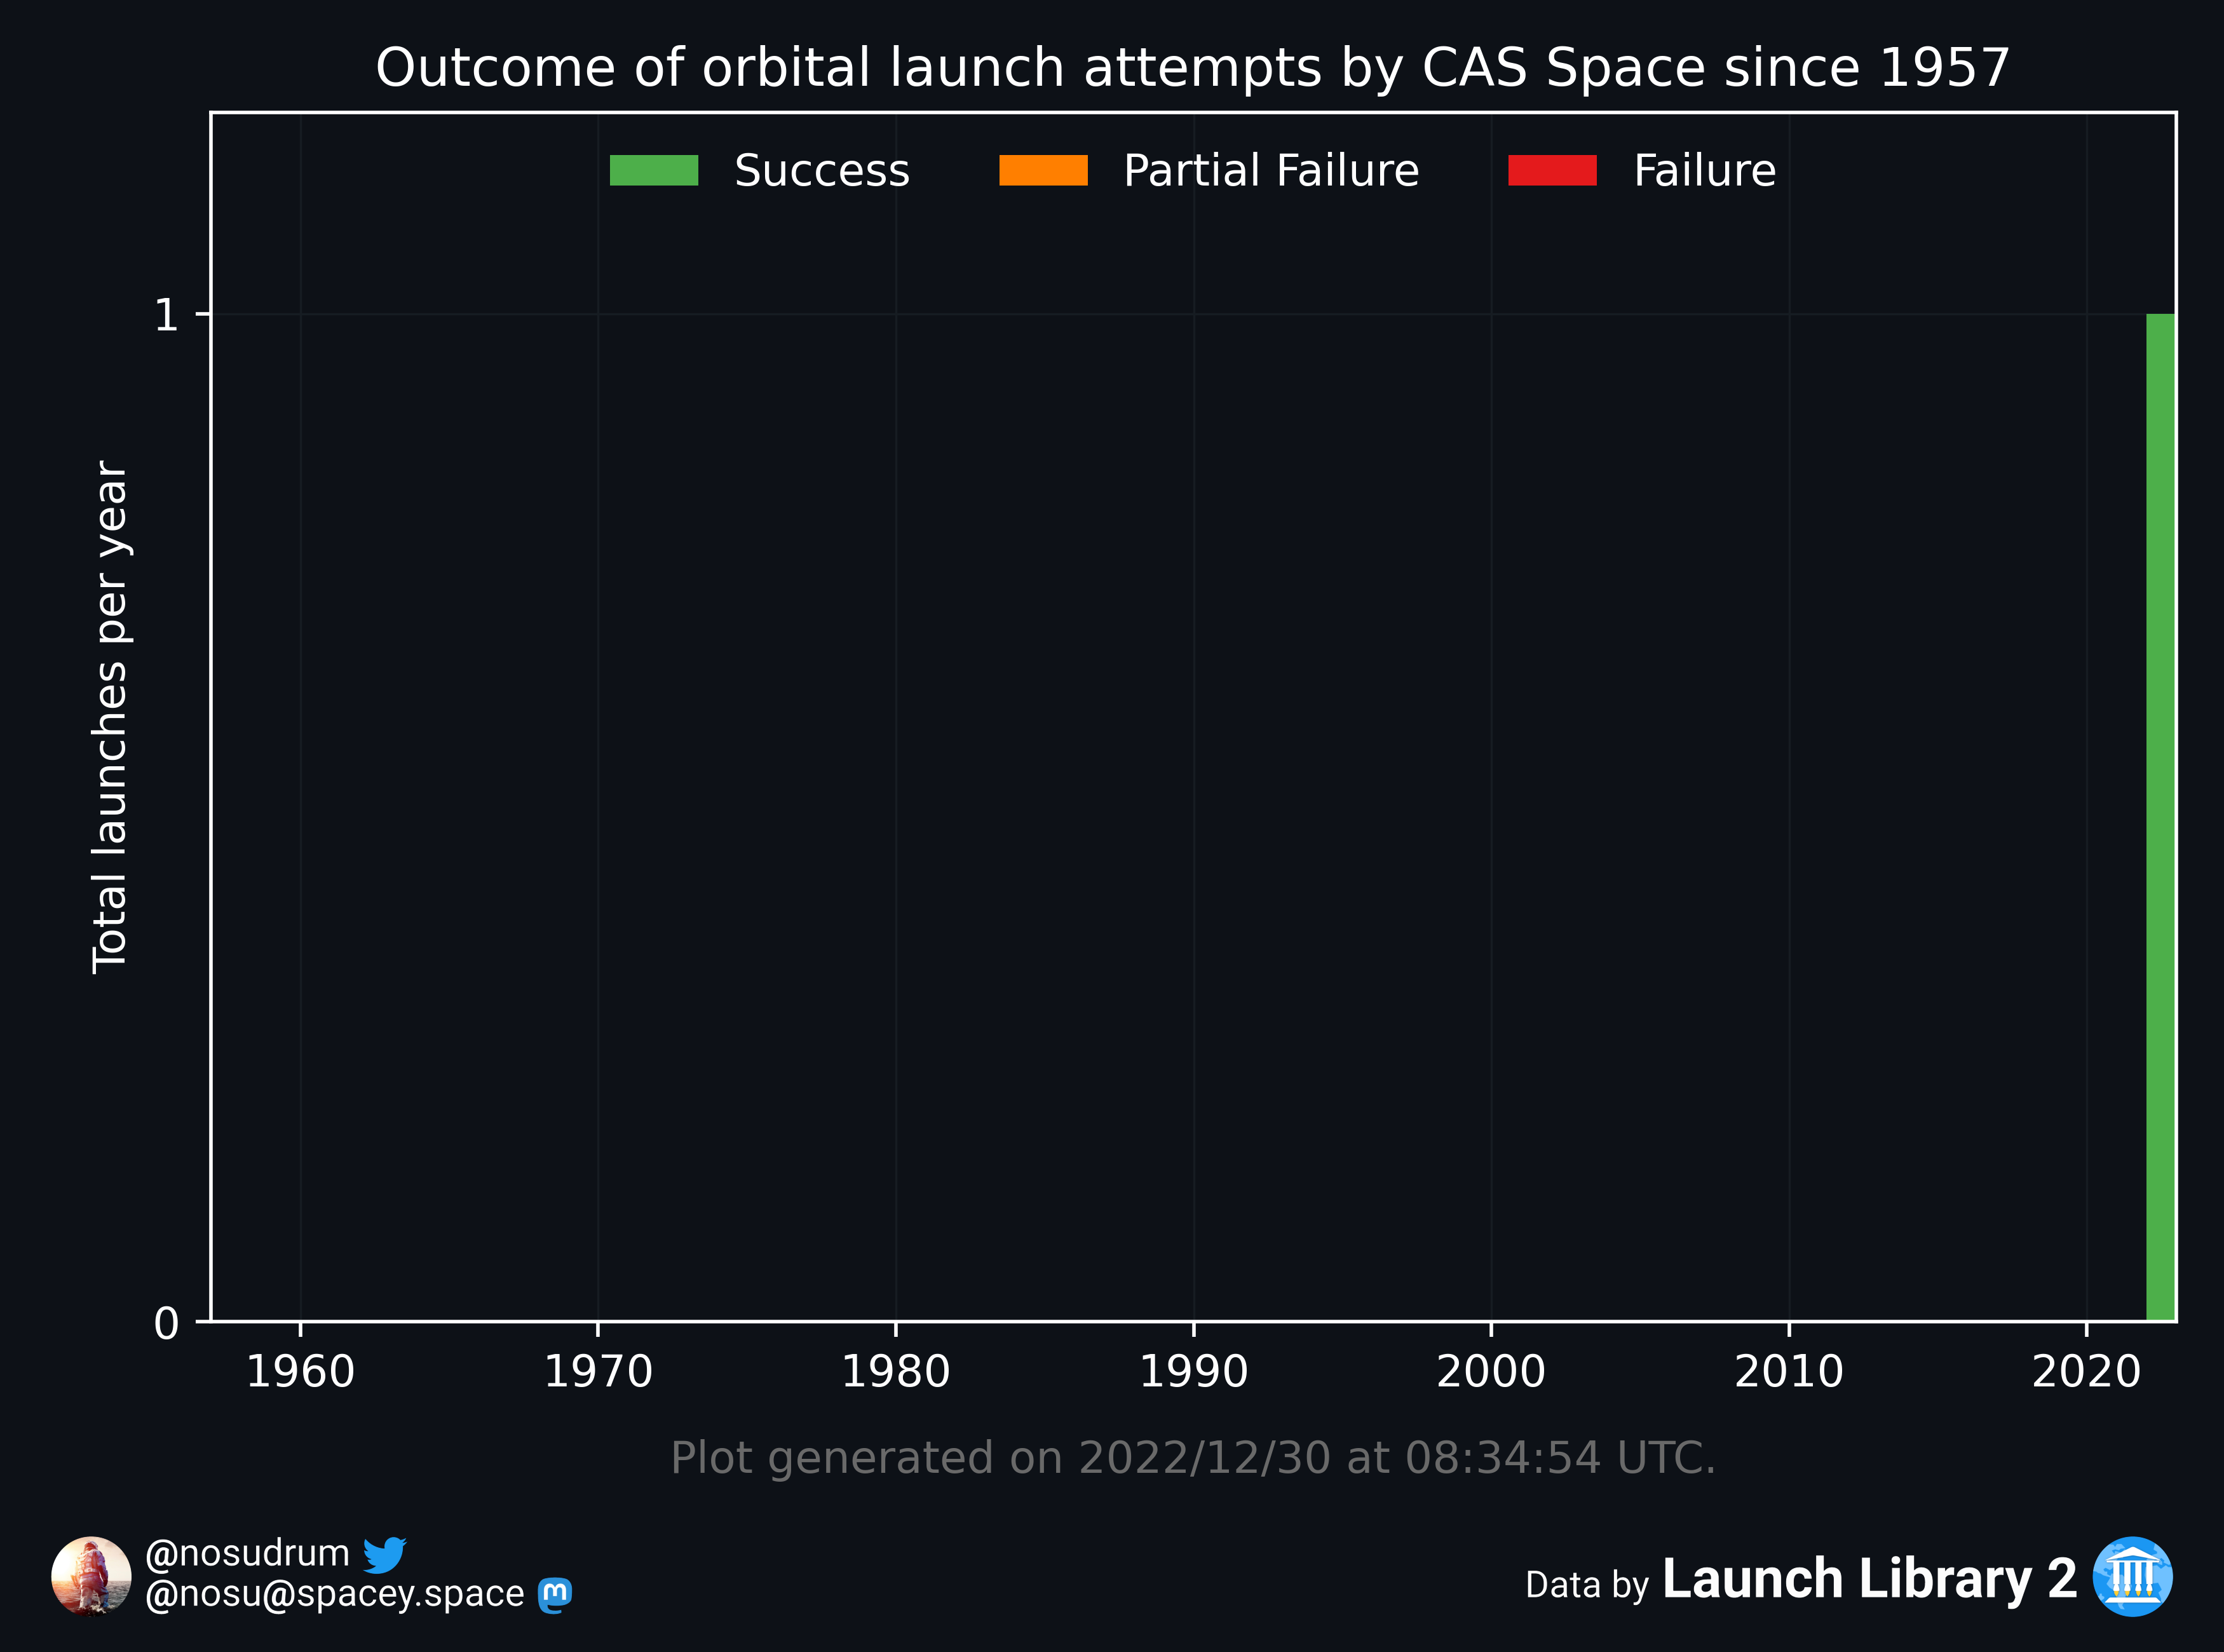 Outcome of orbital launch attempts by CAS Space since 1957
Success Partial Failure Failure
Total launches per year
1
0
1960 1970 1980 1990 2000 2010 2020
Plot generated on 2022/12/30 at 08:34:54 UTC.
@nosudrum
@nosu@spacey.space
Data by Launch Library 2